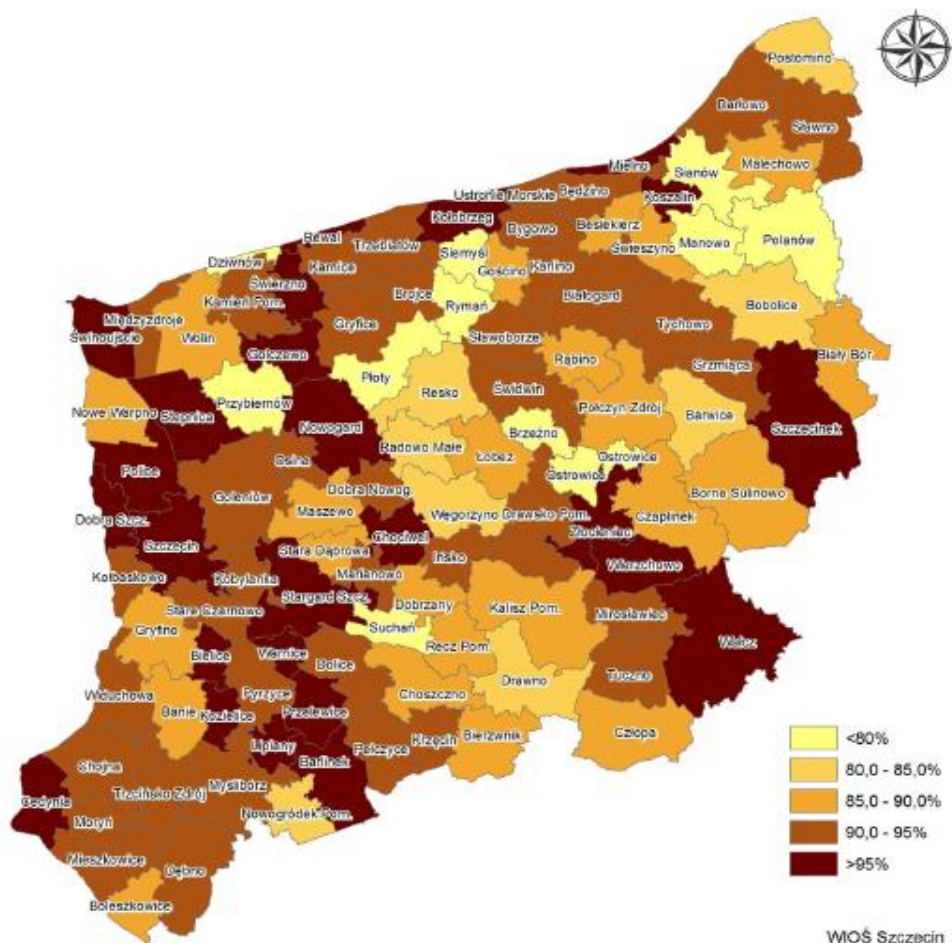 Postomino
Darłowo
Sławno
Malechowo
Mielno
Sianów
Koszalin
Ustronie Morskie
Będzino
Kołobrzeg
Dygowo
Besiekierz
Świeszyno
Manowo
Polanów
Rewal
Trzebiatów
Siemyśl
Gościno
Karlino
Dziwnów
Świerzno
Karnice
Brojce
Rymań
Białogard
Bobolice
Kamień Pom.
Międzyzdroje
Wolin
Gryfice
Sławoborze
Tychowo
Świnoujście
Golczewo
Rąbino
Grzmiąca
Biały Bór
Płoty
Resko
Świdwin
Połczyn Zdrój
Barwice
Szczecinek
Nowe Warpno
Stepnica
Przybiernów
Nowogard
Radowo Małe
Łobez
Brzeżno
Ostrowice
Ostrowice
Police
Osina
Goleniów
Dobra Nowog.
Maszewo
Węgorzyno
Drawsko Pom.
Czaplinek
Borne Sulinowo
Dobra Szcz.
Szczecin
Chociwel
Złocieniec
Stara Dąbrowa
Ińsko
Wierzchowo
Kołbaskowo
Kobylanka
Marianowo
Stargard Szcz.
Dobrzany
Kalisz Pom.
Mirosławiec
Stare Czarnowo
Suchań
Gryfino
Recz Pom.
Wałcz
Bielice
Warnice
Dolice
Drawno
Tuczno
Widuchowa
Banie
Pyrzyce
Kozielice
Przelewice
Choszczno
Człopa
Lipiany
Pełczyce
Krzęcin
Bierzwnik
Barlinek
Chojna
Cedynia
Trzcińsko Zdrój
Myślibórz
Nowogródek Pom.
Moryń
Mieszkowice
Dębno
Boleszkowice
<80%
80,0 - 85,0%
85,0 - 90,0%
90,0 - 95%
>95%
WIOŚ Szczecin